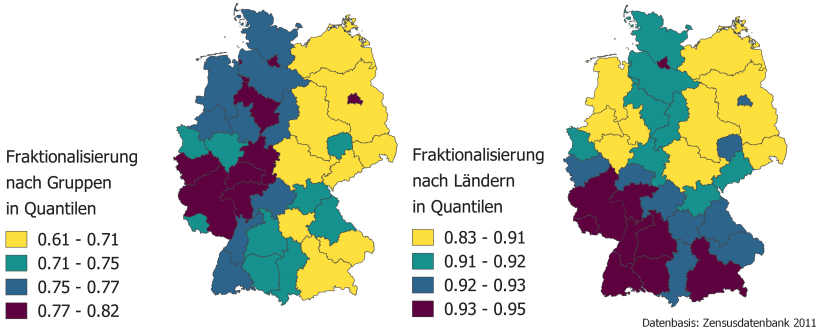 Fraktionalisierung
nach Gruppen
in Quantilen
0.61 - 0.71
0.71 - 0.75
0.75 - 0.77
0.77 - 0.82
Fraktionalisierung
nach Ländern
in Quantilen
0.83 - 0.91
0.91 - 0.92
0.92 - 0.93
0.93 - 0.95
Datenbasis: Zensusdatenbank 2011